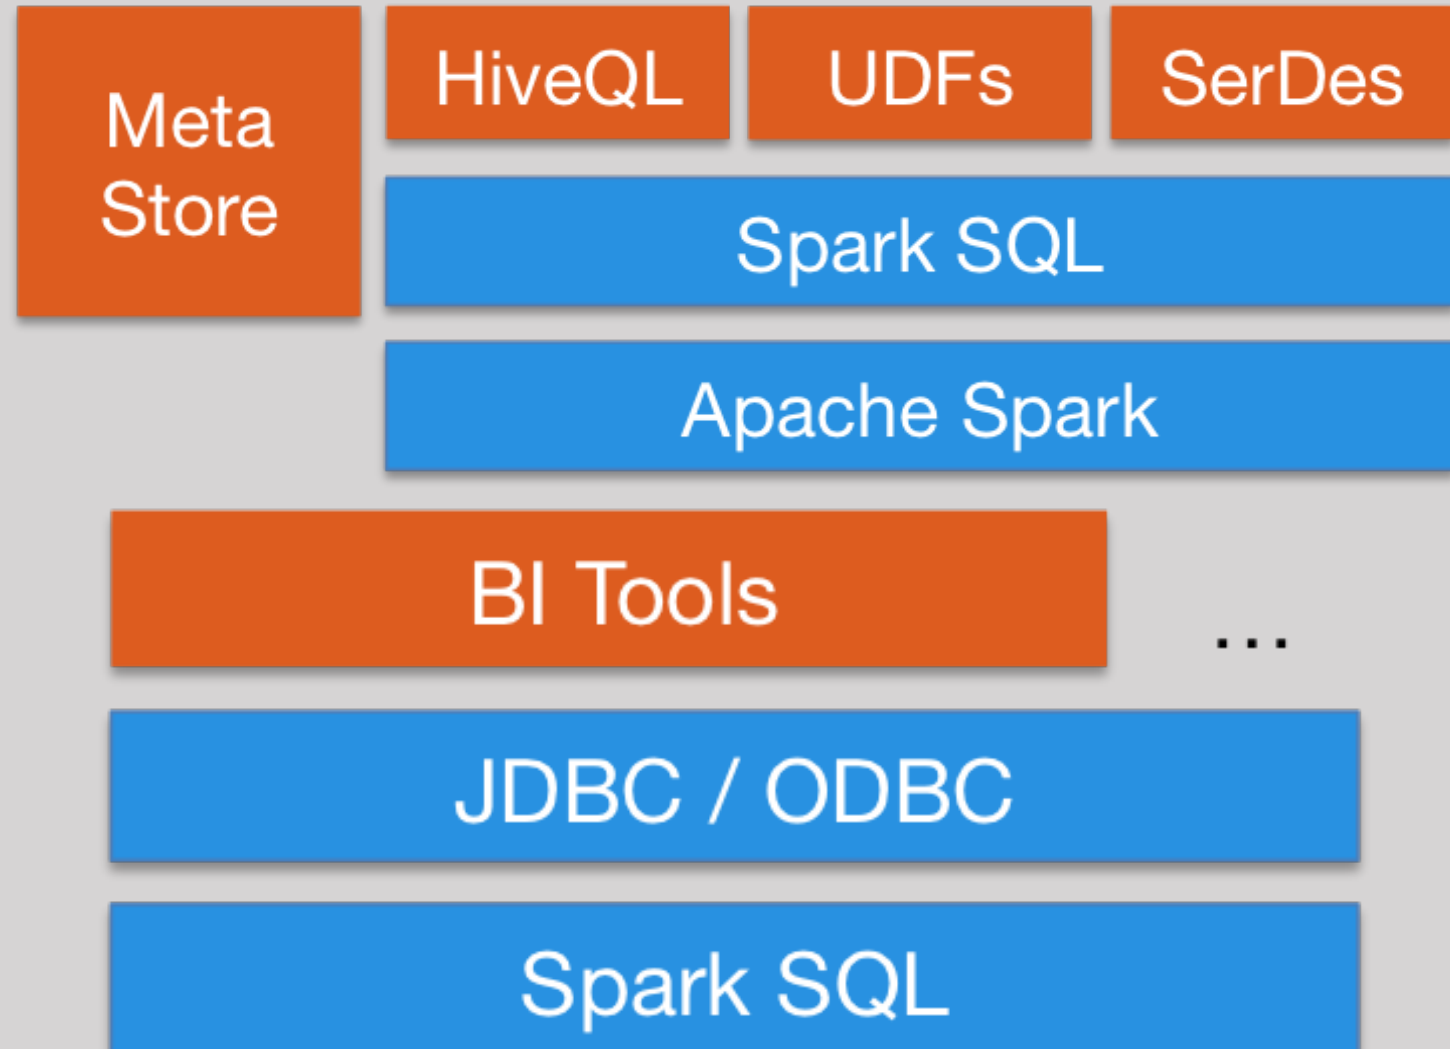 Meta
Store
HiveQL
UDFs
SerDes
Spark SQL
Apache Spark
BI Tools
...
JDBC / ODBC
Spark SQL